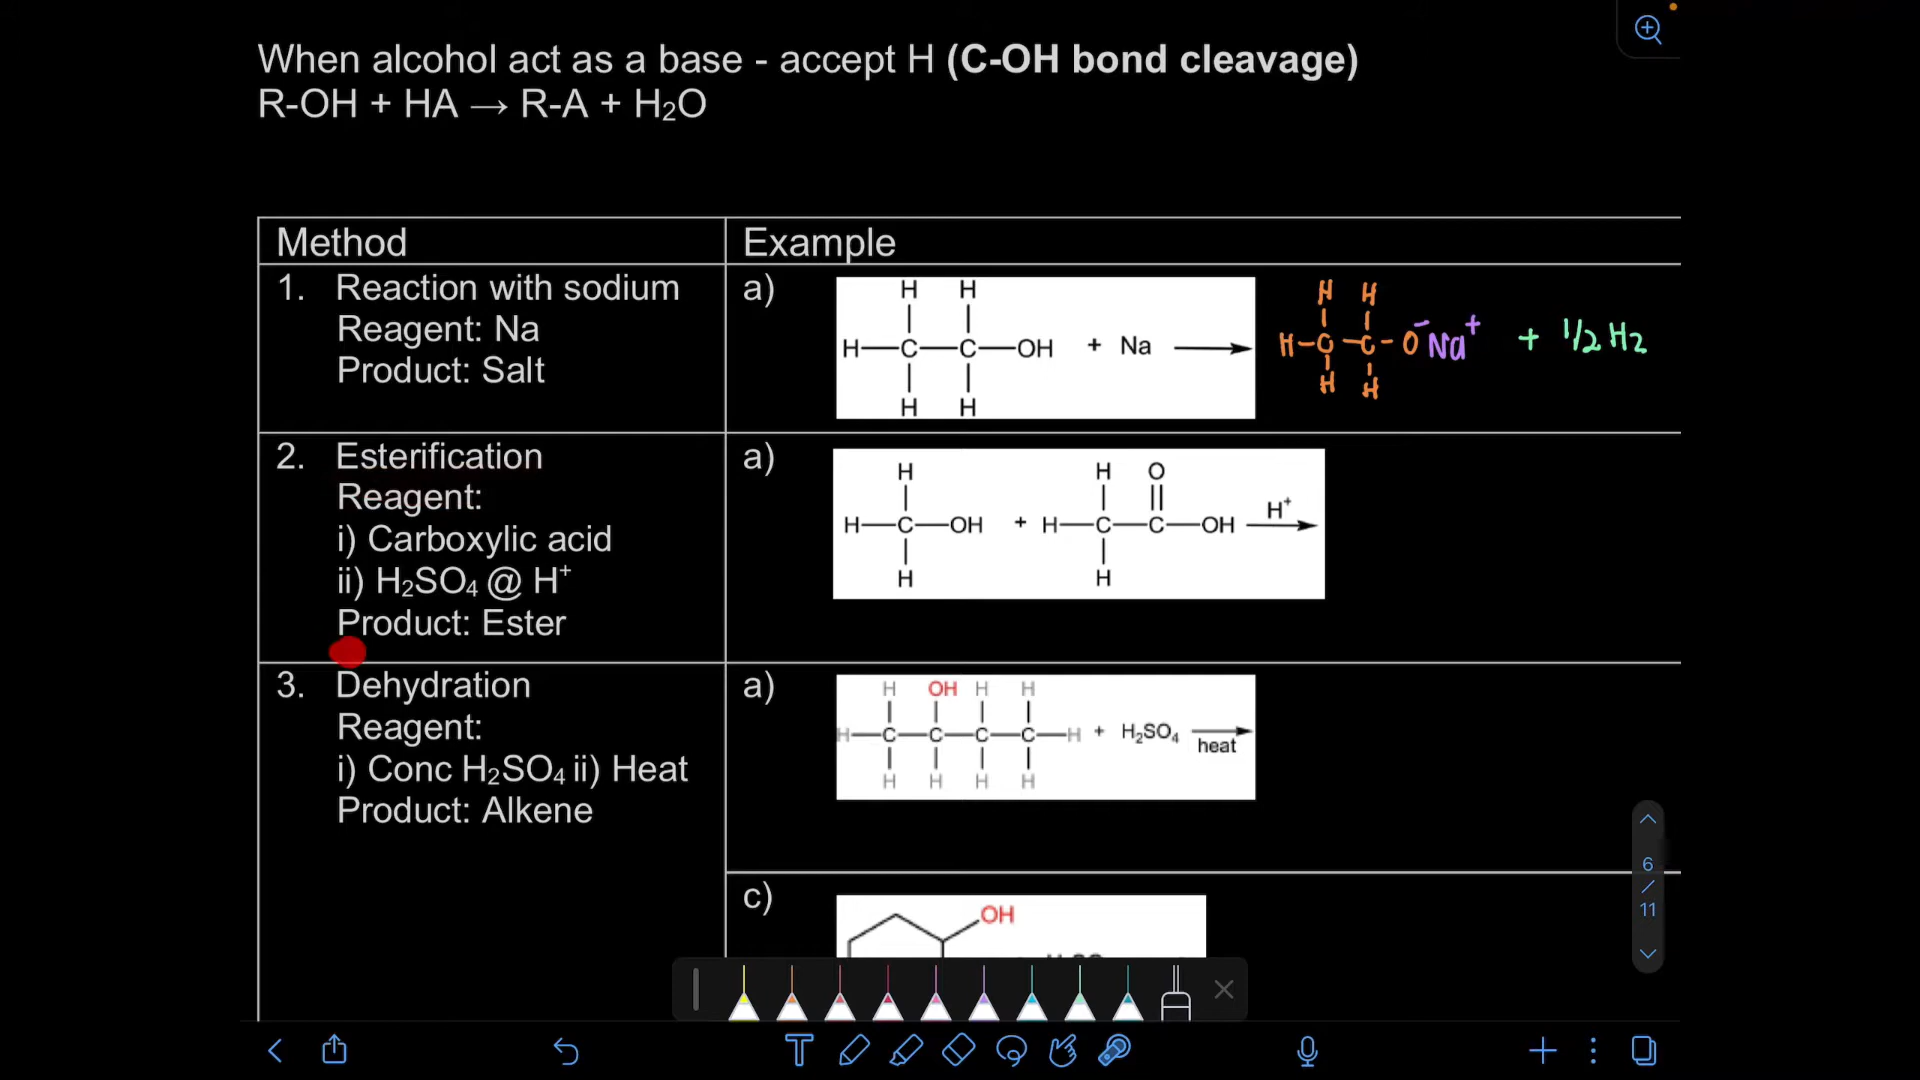 When alcohol act as a base - accept H (C-OH bond cleavage)
R-OH + HA → R-A + H₂O
Method
Example
1. Reaction with sodium
Reagent: Na
Product: Salt
a)
H H
H—C—C—OH + Na →
H H
H H
H-C-C-O⁻Na⁺ + 1/2 H₂
H H
2. Esterification
Reagent:
i) Carboxylic acid
ii) H₂SO₄ @ H⁺
Product: Ester
a)
H H O
H—C—OH + H—C—C—OH H⁺
H H
3. Dehydration
Reagent:
i) Conc H₂SO₄ ii) Heat
Product: Alkene
a)
H OH H H
H—C—C—C—C—H + H₂SO₄
heat
H H H H
c)
OH
6
/
11
T